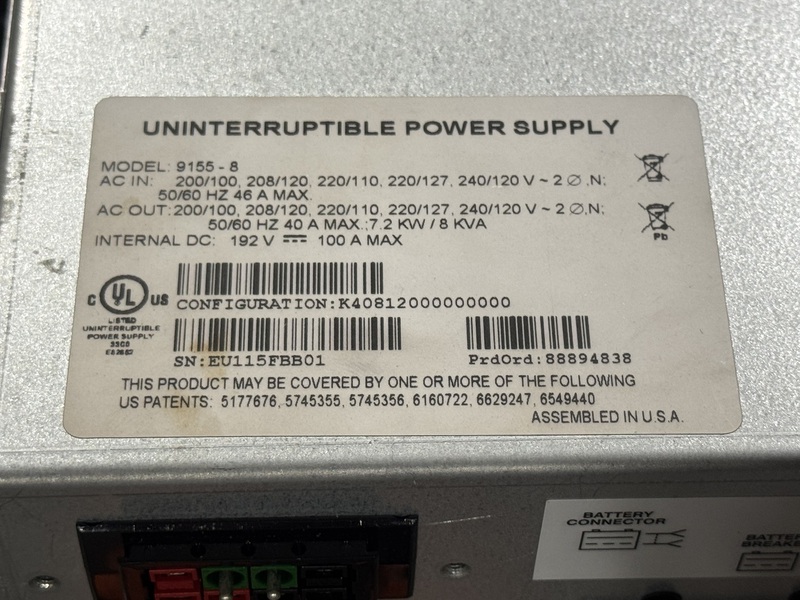 UNINTERRUPTIBLE POWER SUPPLY
MODEL: 9155 - 8
AC IN: 200/100, 208/120, 220/110, 220/127, 240/120 V ~ 2 ∅, N;
50/60 HZ 46 A MAX.
AC OUT: 200/100, 208/120, 220/110, 220/127, 240/120 V ~ 2 ∅,N;
50/60 HZ 40 A MAX.;7.2 KW / 8 KVA
INTERNAL DC: 192 V ⎓ 100 A MAX
Pb
C UL US
LISTED
UNINTERRUPTIBLE
POWER SUPPLY
CONFIGURATION:K40812000000000
SN:EU115FBB01
PrdOrd:88894838
THIS PRODUCT MAY BE COVERED BY ONE OR MORE OF THE FOLLOWING
US PATENTS: 5177676, 5745355, 5745356, 6160722, 6629247, 6549440
ASSEMBLED IN U.S.A.
BATTERY
CONNECTOR